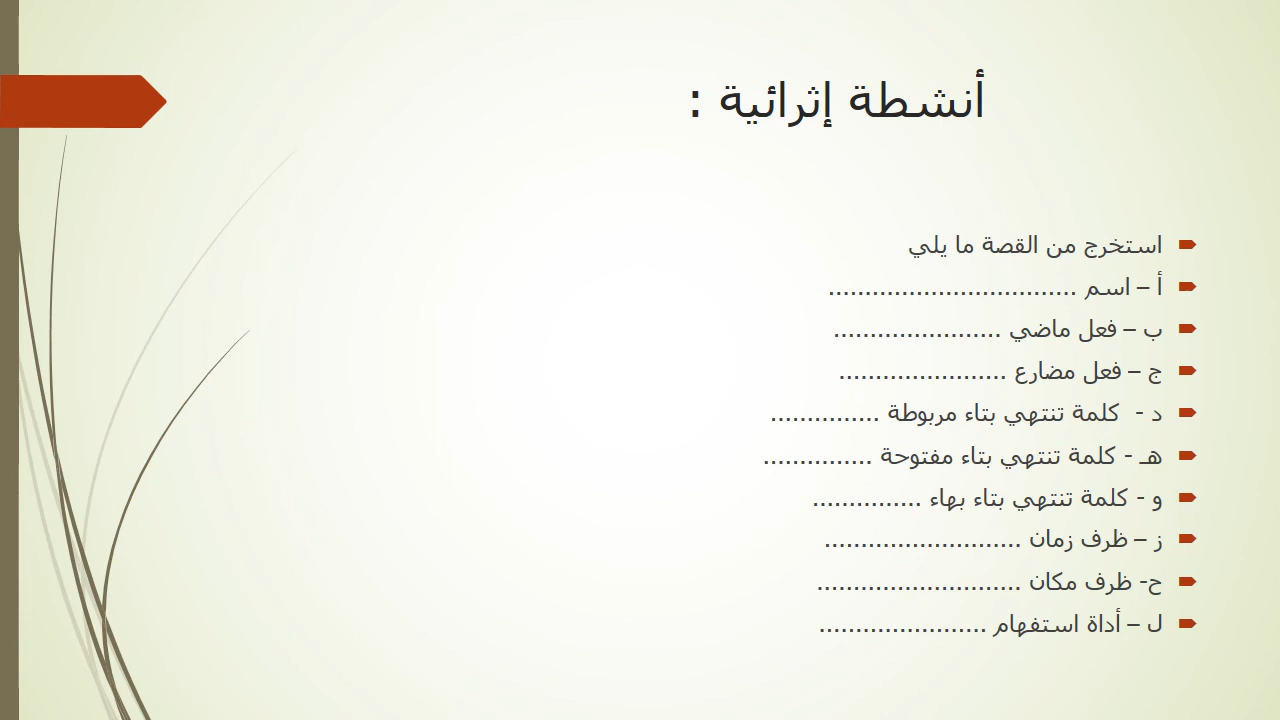 أنشطة إثرائية :
استخرج من القصة ما يلي
أ – اسم ..................................
ب – فعل ماضي .......................
ج – فعل مضارع .......................
د - كلمة تنتهي بتاء مربوطة ...............
هـ - كلمة تنتهي بتاء مفتوحة ...............
و - كلمة تنتهي بتاء بهاء ...............
ز – ظرف زمان ...........................
ح- ظرف مكان ............................
ل – أداة استفهام .......................